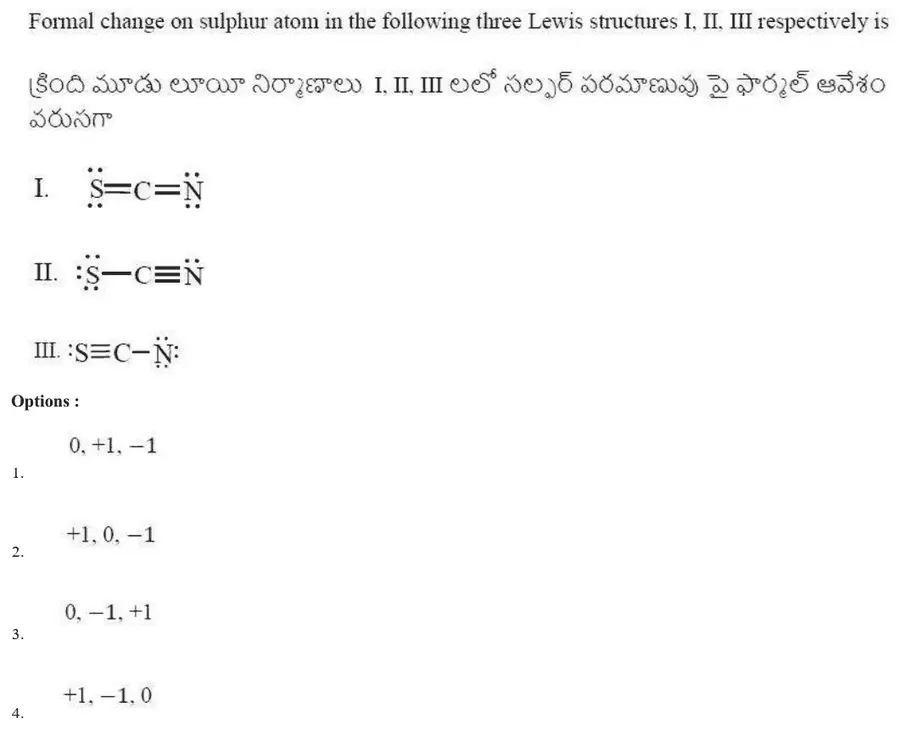 Formal change on sulphur atom in the following three Lewis structures I, II, III respectively is
క్రింది మూడు లూయీ నిర్మాణాలు I, II, III లలో సల్ఫర్ పరమాణువు పై ఫార్మల్ ఆవేశం
వరుసగా
I. S=C=N
II. :S—C≡N
III. :S≡C—N:
Options :
0, +1, −1
1.
+1, 0, −1
2.
0, −1, +1
3.
+1, −1, 0
4.